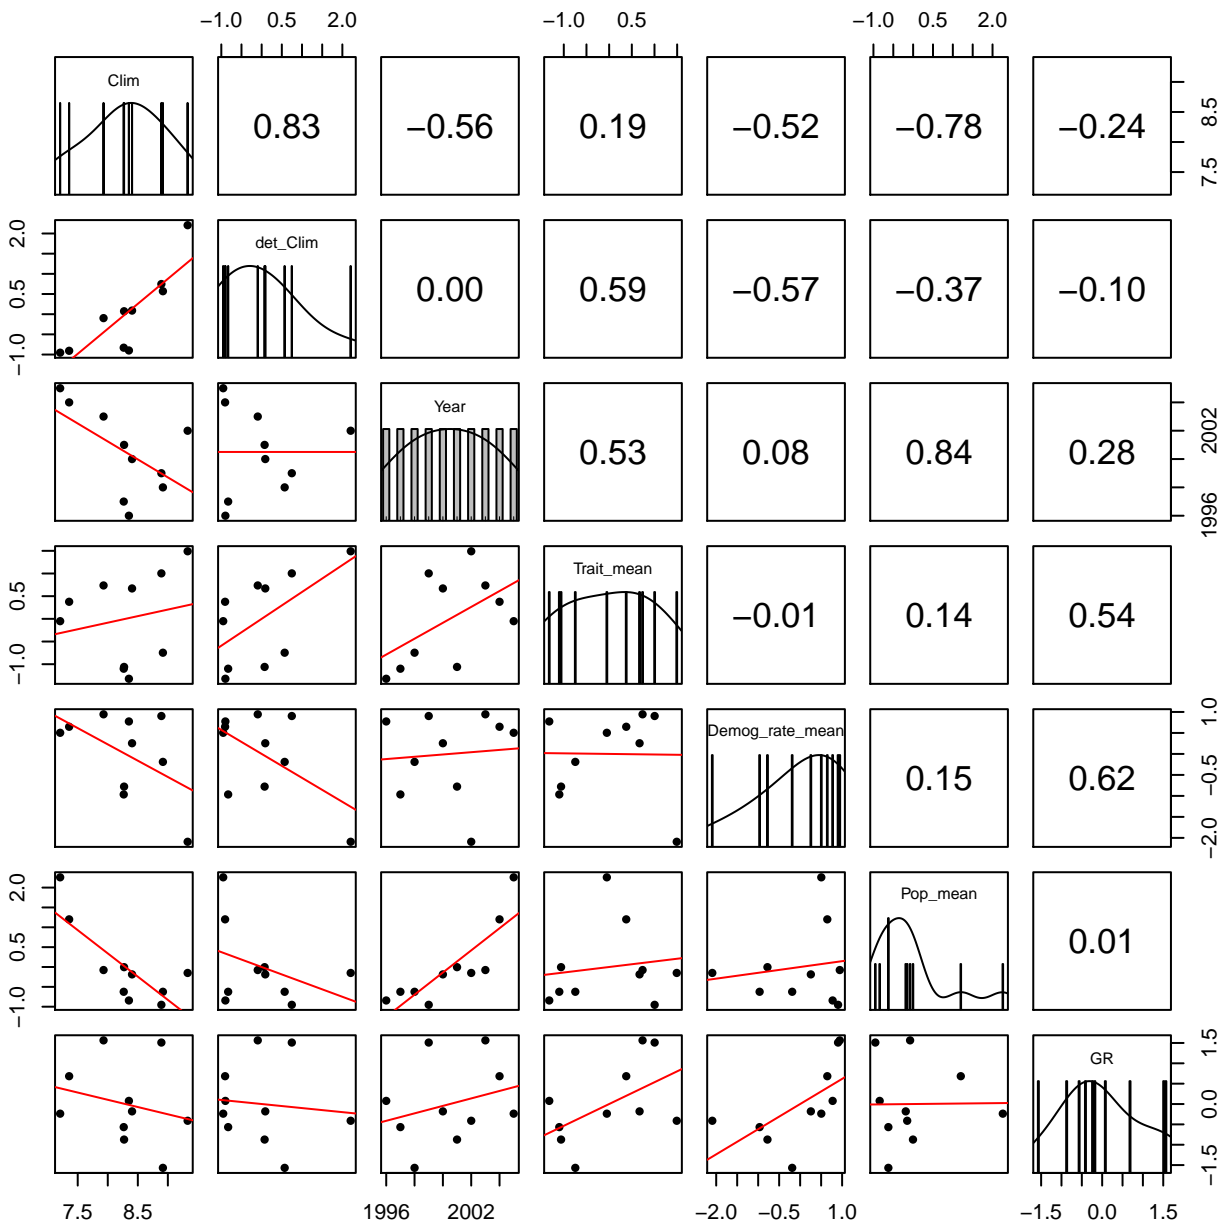 −1.0 0.5 2.0 −1.0 0.5 −1.0 0.5 2.0
Clim 0.83 −0.56 0.19 −0.52 −0.78 −0.24 7.5 8.5
−1.0 0.5 2.0 det_Clim 0.00 0.59 −0.57 −0.37 −0.10
Year 0.53 0.08 0.84 0.28 1996 2002
−1.0 0.5 Trait_mean −0.01 0.14 0.54
Demog_rate_mean 0.15 0.62 −2.0 −0.5 1.0
−1.0 0.5 2.0 Pop_mean 0.01
GR −1.5 0.0 1.5
7.5 8.5 1996 2002 −2.0 −0.5 1.0 −1.5 0.0 1.5